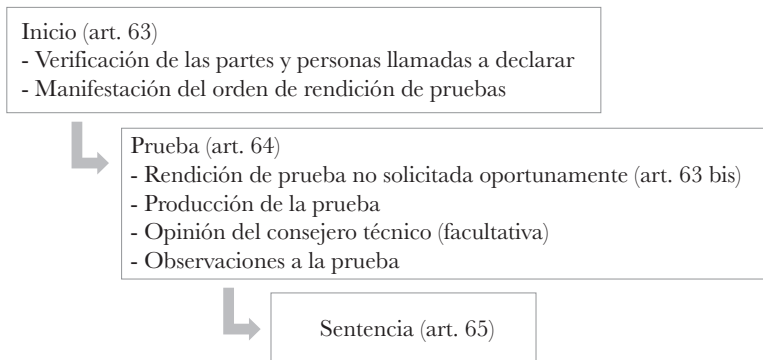 Inicio (art. 63)
- Verificación de las partes y personas llamadas a declarar
- Manifestación del orden de rendición de pruebas
Prueba (art. 64)
- Rendición de prueba no solicitada oportunamente (art. 63 bis)
- Producción de la prueba
- Opinión del consejero técnico (facultativa)
- Observaciones a la prueba
Sentencia (art. 65)